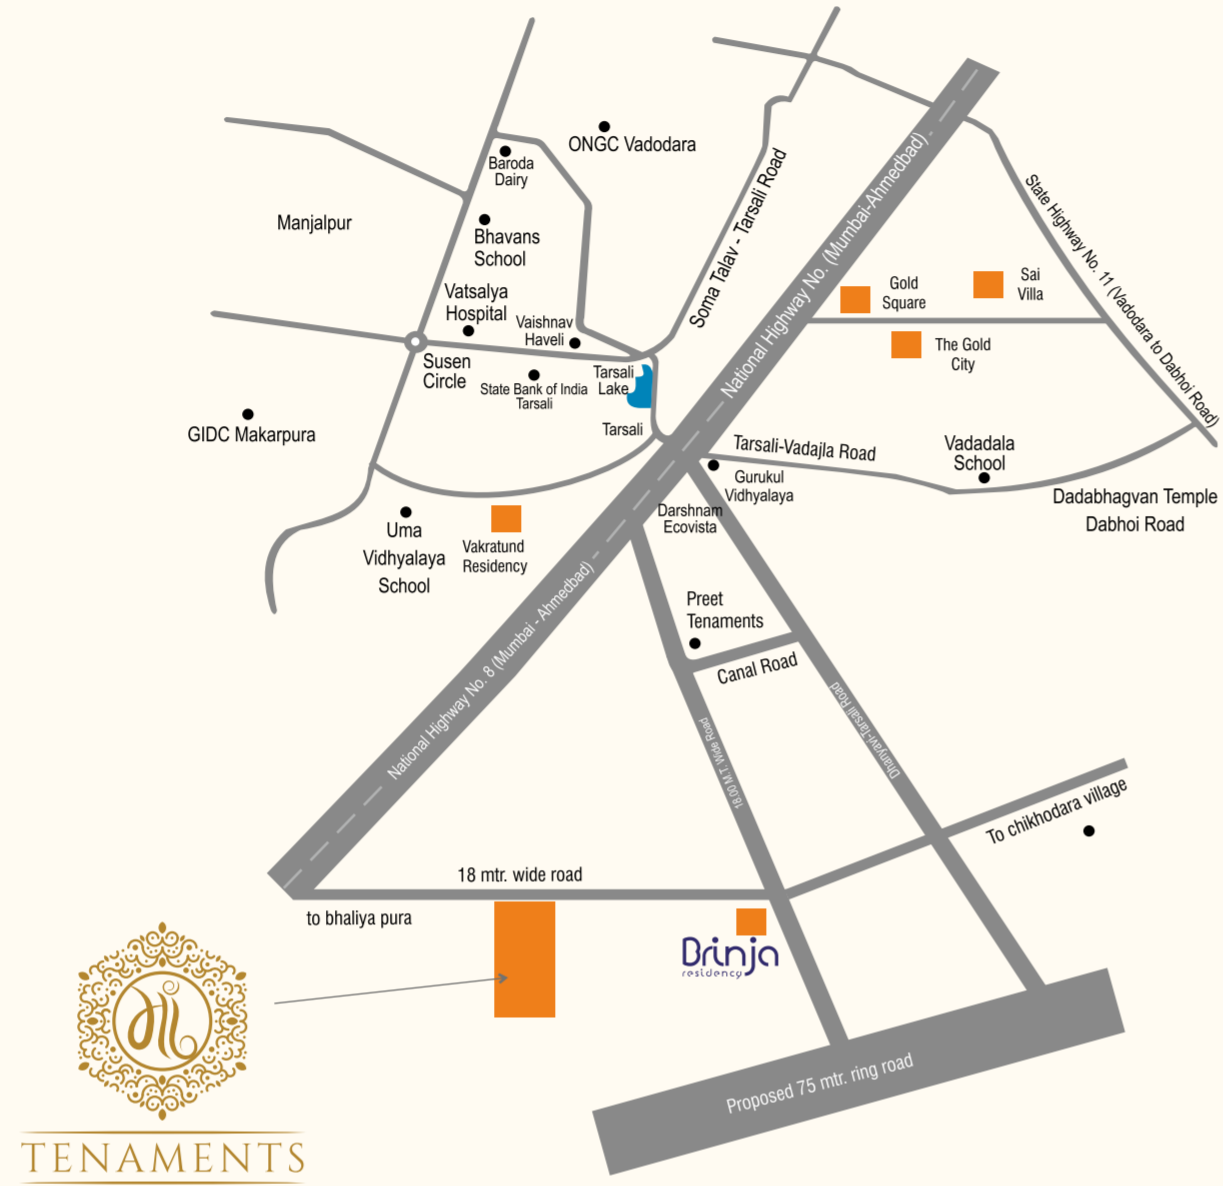 ONGC Vadodara
Baroda
Dairy
Manjalpur
Bhavans
School
Vatsalya
Hospital
Vaishnav
Haveli
Susen
Circle
State Bank of India
Tarsali
Tarsali
Lake
Tarsali
GIDC Makarpura
Soma Talav - Tarsali Road
National Highway No. (Mumbai-Ahmedbad)
State Highway No. 11 (Vadodara to Dabhoi Road)
Gold
Square
Sai
Villa
The Gold
City
Tarsali-Vadajla Road
Vadadala
School
Gurukul
Vidhyalaya
Dadabhagvan Temple
Dabhoi Road
Darshnam
Ecovista
Uma
Vidhyalaya
School
Vakratund
Residency
National Highway No. 8 (Mumbai - Ahmedbad)
Preet
Tenaments
Canal Road
18.00 M.T. Wide Road
Dhanyavi-Tarsali Road
To chikhodara village
18 mtr. wide road
to bhaliya pura
Brinja
residency
Proposed 75 mtr. ring road
TENAMENTS